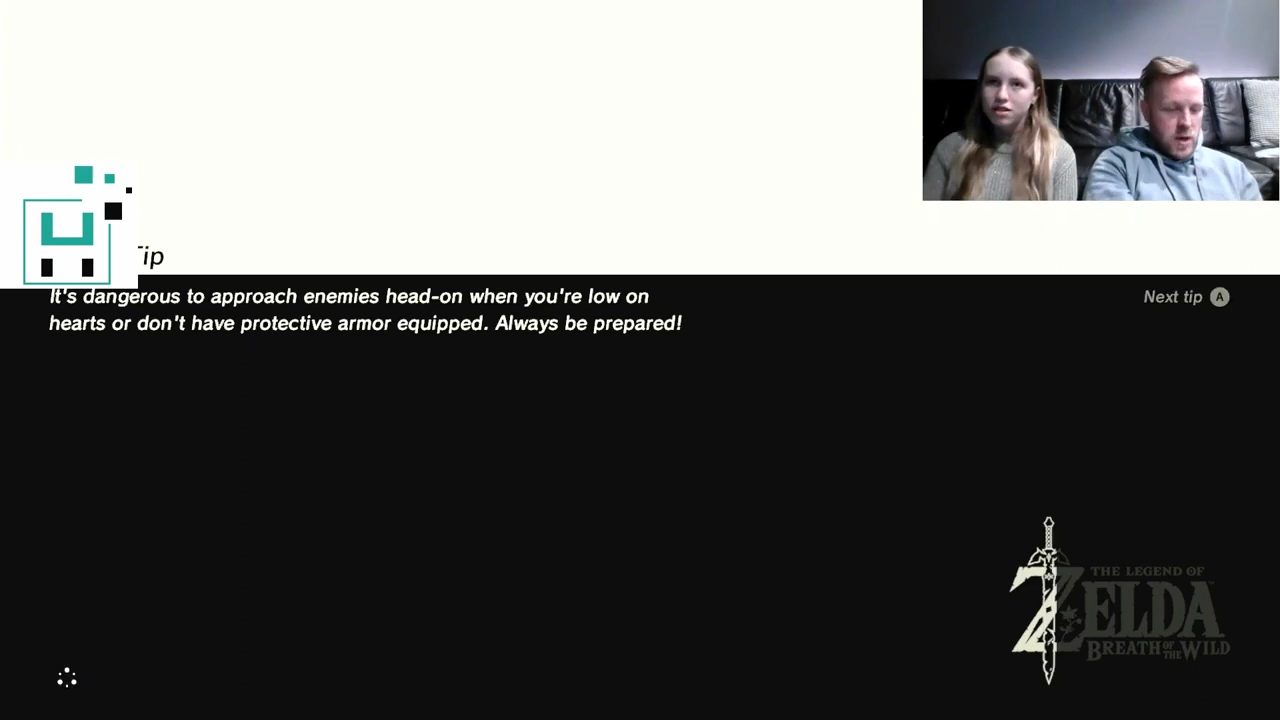 Tip
It's dangerous to approach enemies head-on when you're low on
hearts or don't have protective armor equipped. Always be prepared!
Next tip A
THE LEGEND OF
ZELDA
BREATH OF THE WILD